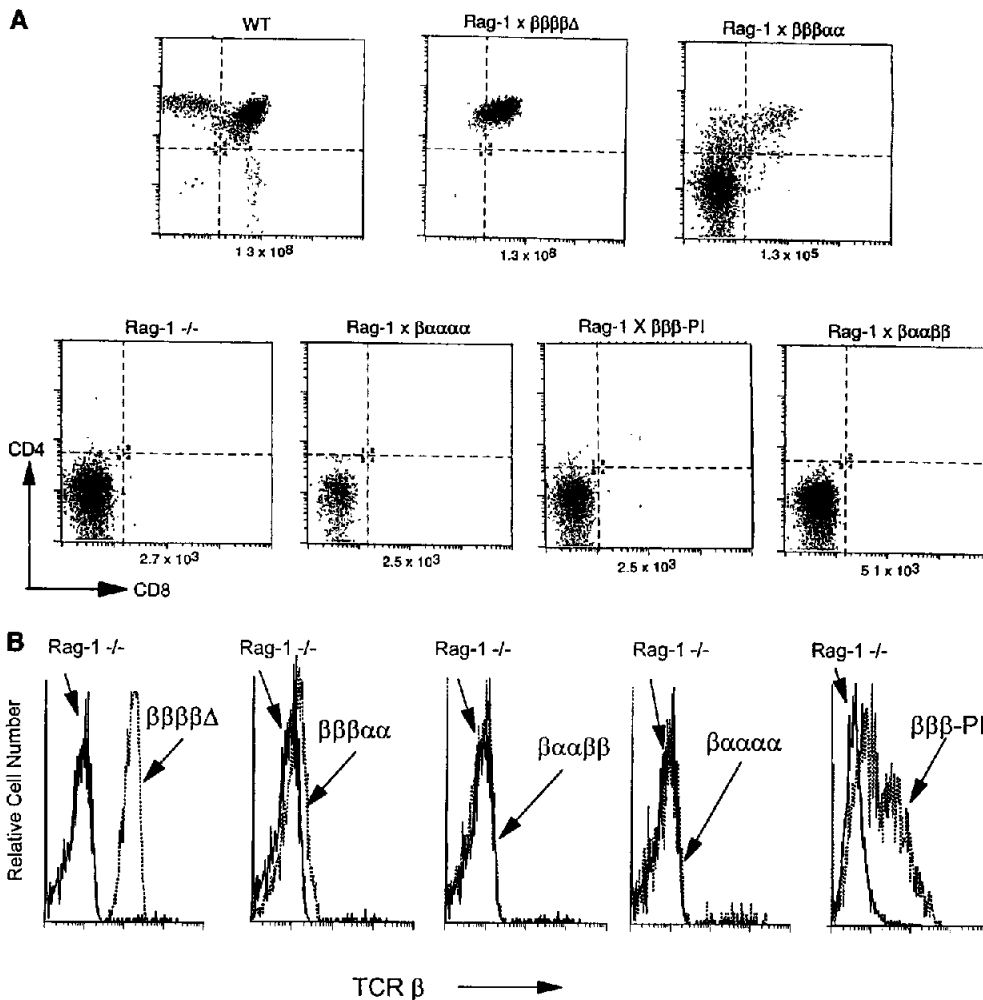 A
WT
Rag-1 x ββββΔ
Rag-1 x βββαα
1 3 x 10⁸
1.3 x 10⁸
1.3 x 10⁵
Rag-1 -/-
Rag-1 x βαααα
Rag-1 X βββ-PI
Rag-1 x βααββ
CD4
2.7 x 10³
2.5 x 10³
2.5 x 10³
5 1 x 10³
CD8
B
Rag-1 -/-
Rag-1 -/-
Rag-1 -/-
Rag-1 -/-
Rag-1 -/-
ββββΔ
βββαα
βααββ
βαααα
βββ-PI
Relative Cell Number
TCR β